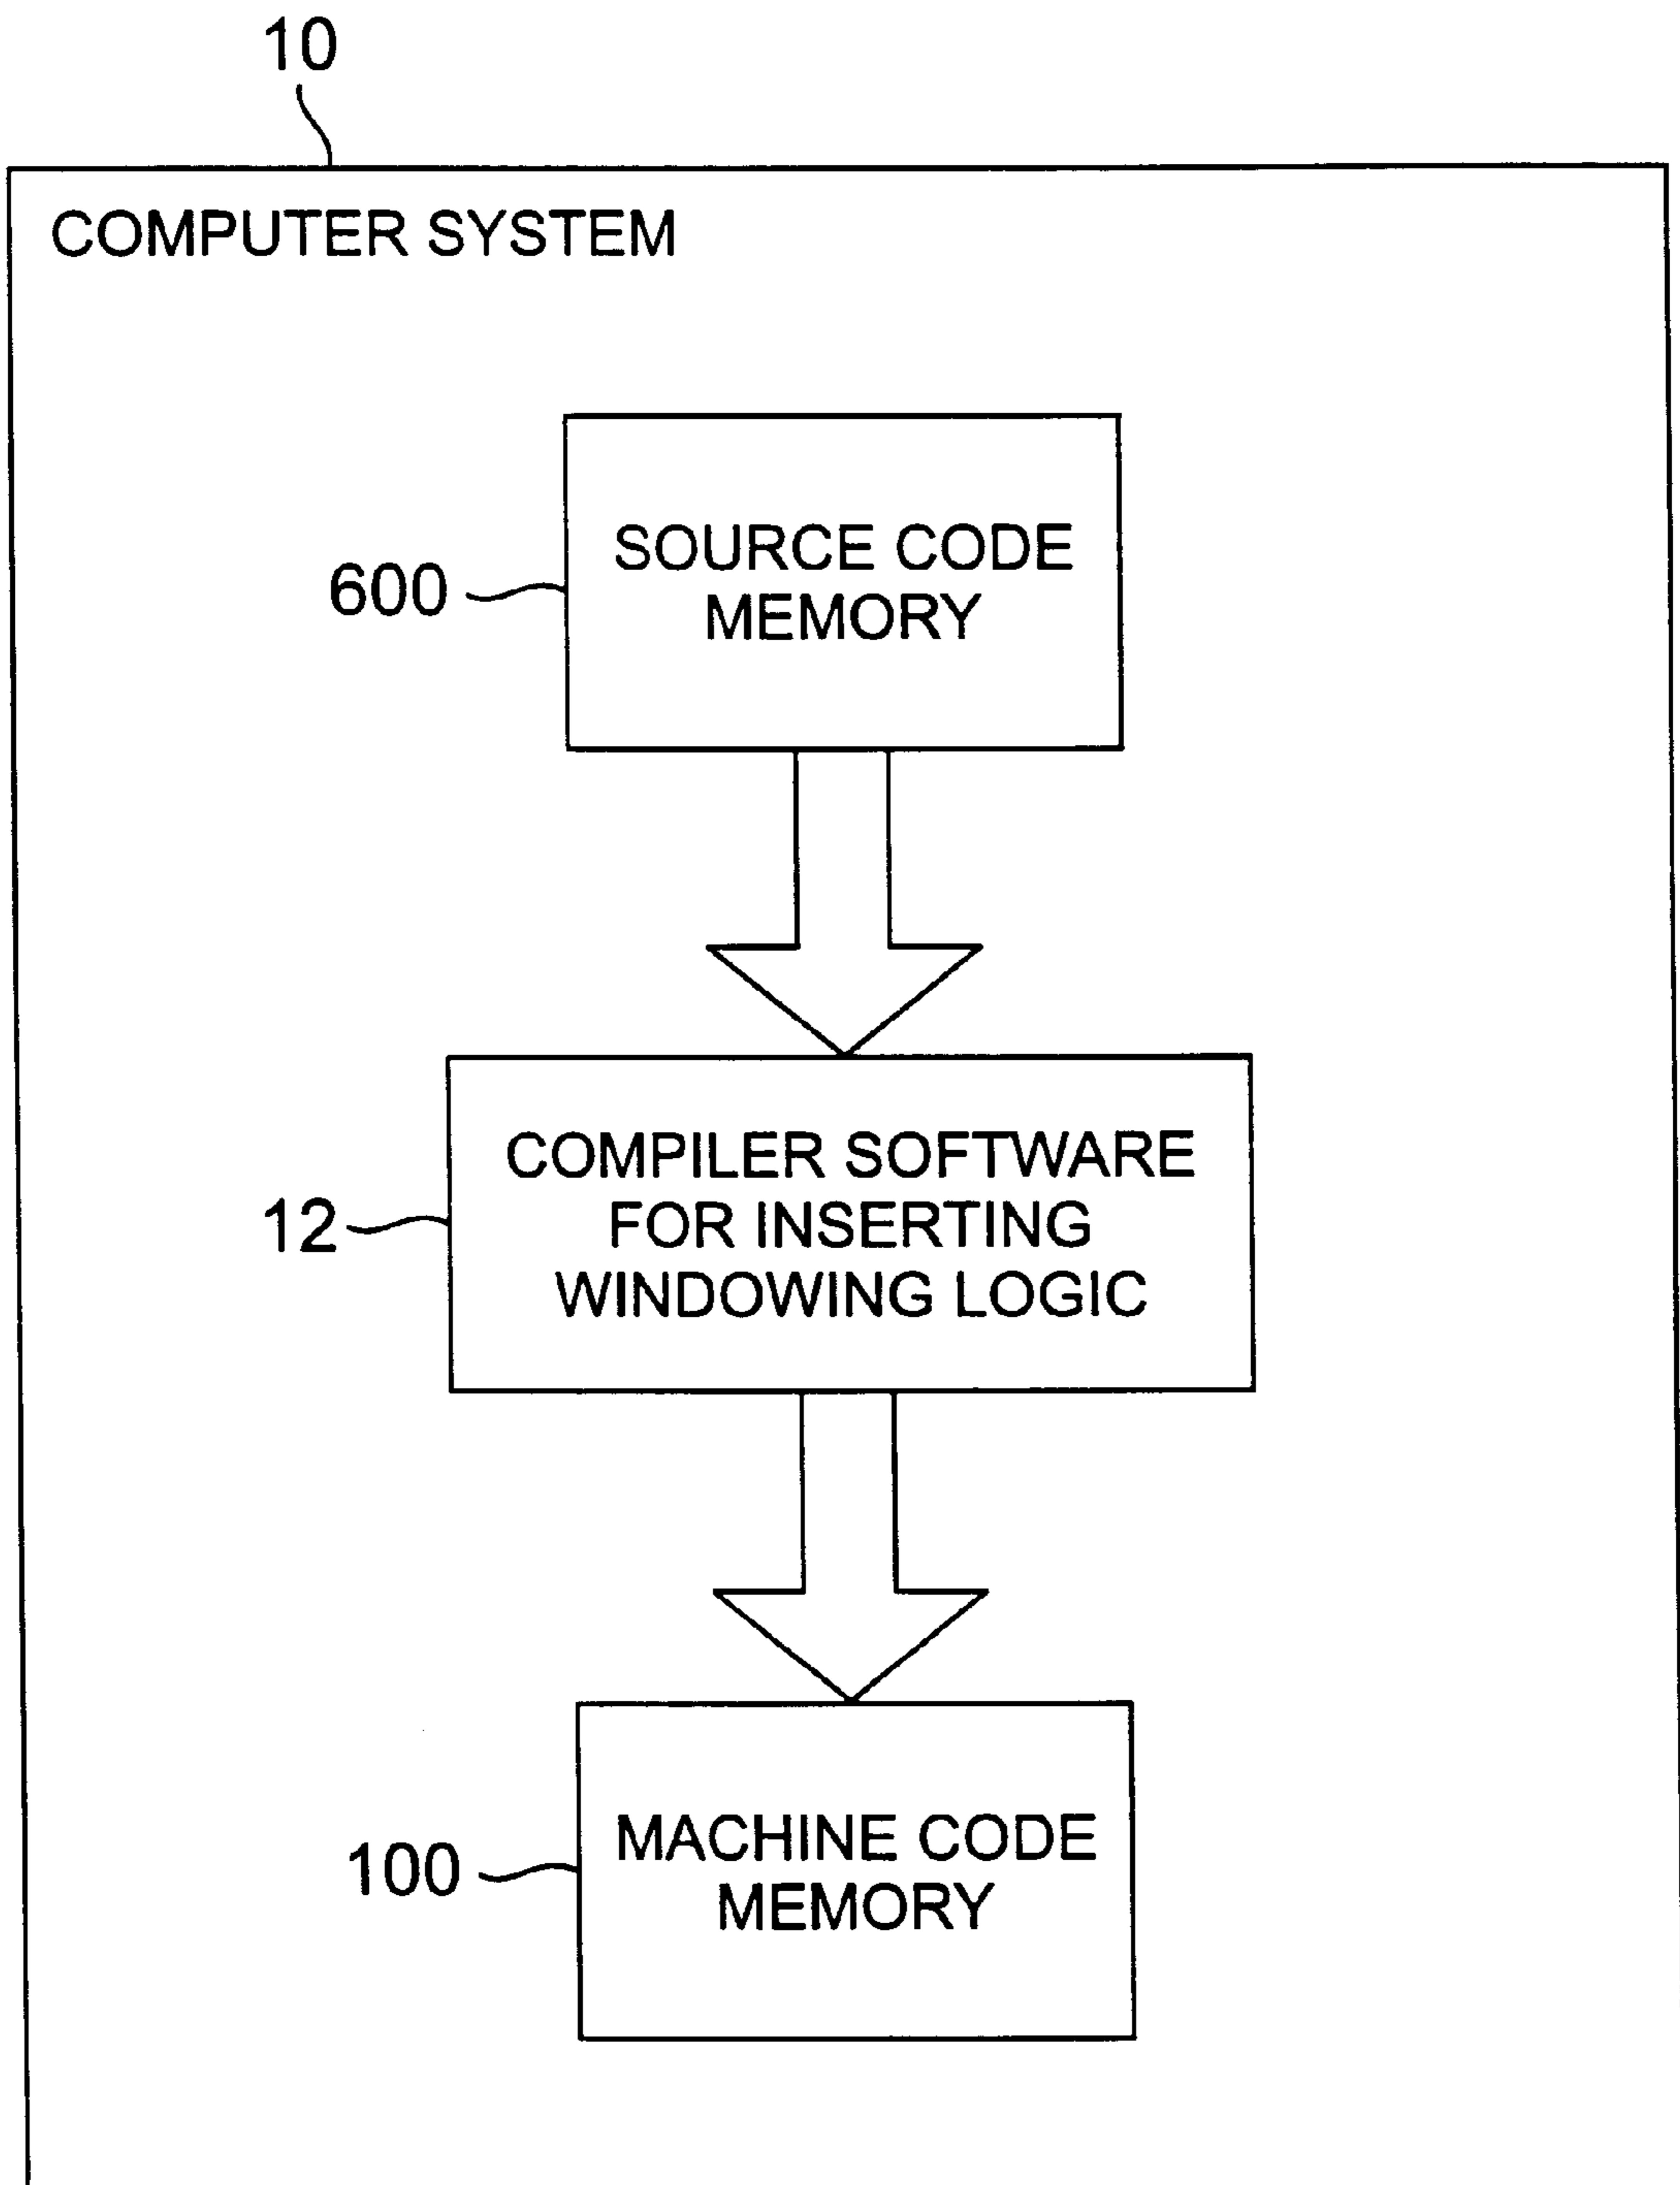 10
COMPUTER SYSTEM
SOURCE CODE
MEMORY
600
COMPILER SOFTWARE
FOR INSERTING
WINDOWING LOGIC
12
MACHINE CODE
MEMORY
100